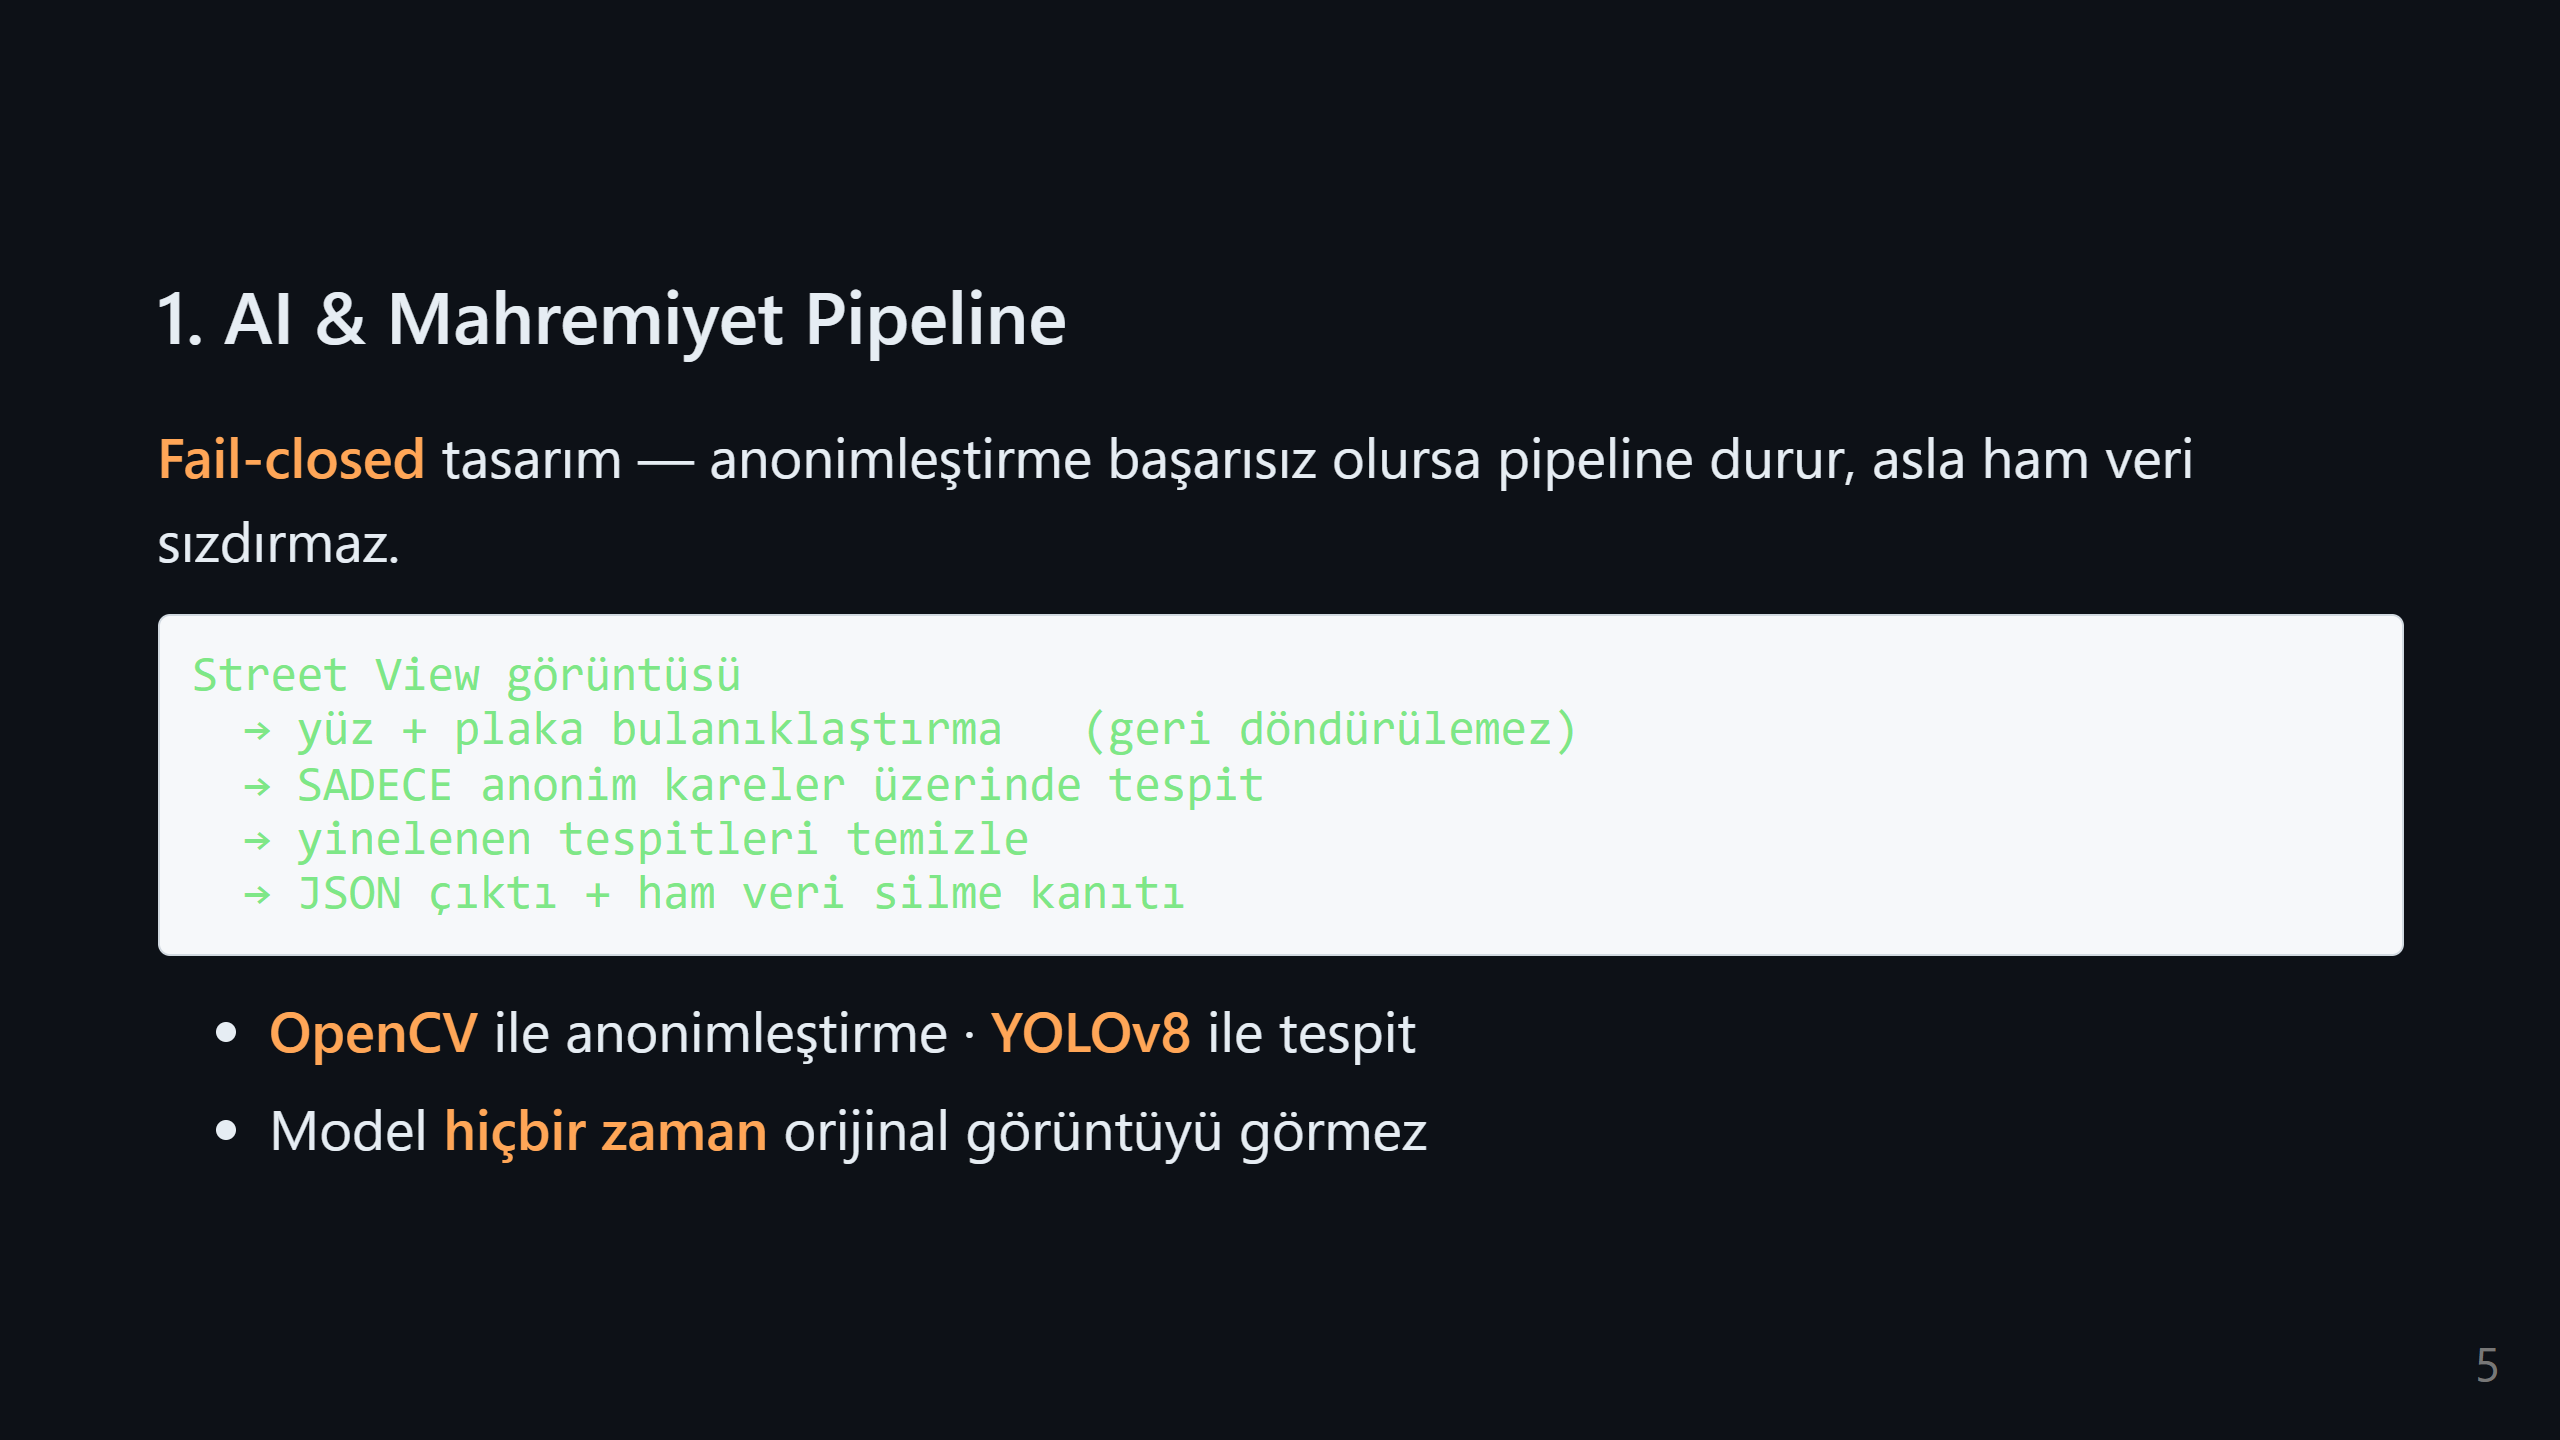 1. AI & Mahremiyet Pipeline
Fail-closed tasarım — anonimleştirme başarısız olursa pipeline durur, asla ham veri
sızdırmaz.
Street View görüntüsü
  → yüz + plaka bulanıklaştırma   (geri döndürülemez)
  → SADECE anonim kareler üzerinde tespit
  → yinelenen tespitleri temizle
  → JSON çıktı + ham veri silme kanıtı
• OpenCV ile anonimleştirme · YOLOv8 ile tespit
• Model hiçbir zaman orijinal görüntüyü görmez
5